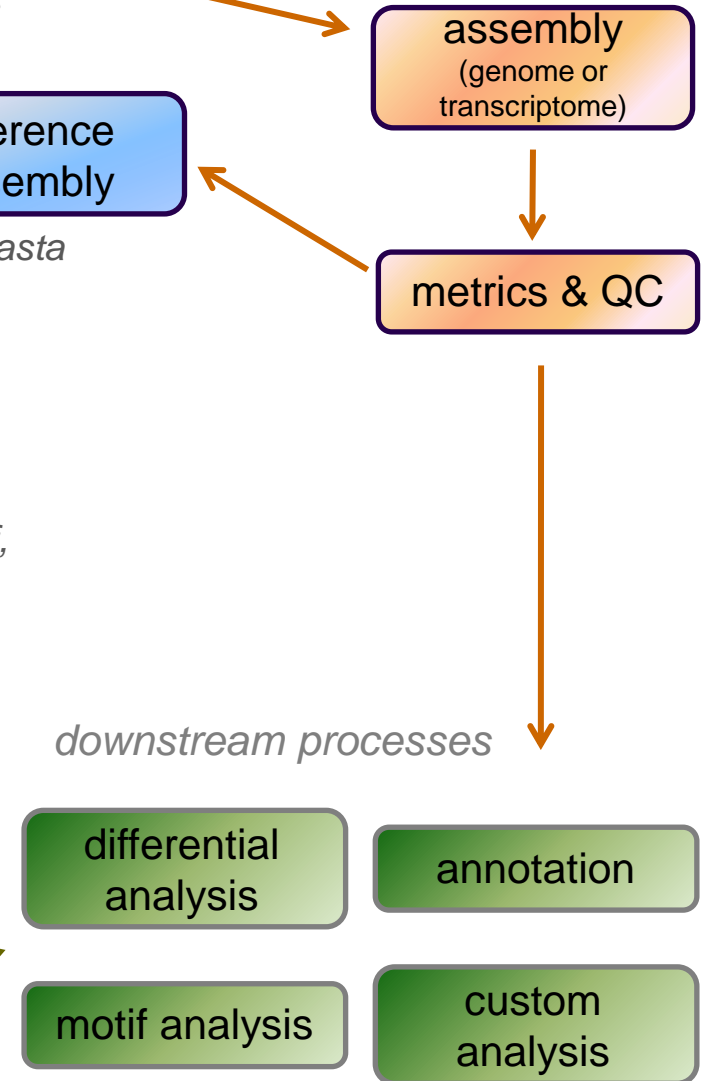 assembly
(genome or
transcriptome)
erence
embly
asta
metrics & QC
downstream processes
differential
analysis
annotation
motif analysis
custom
analysis